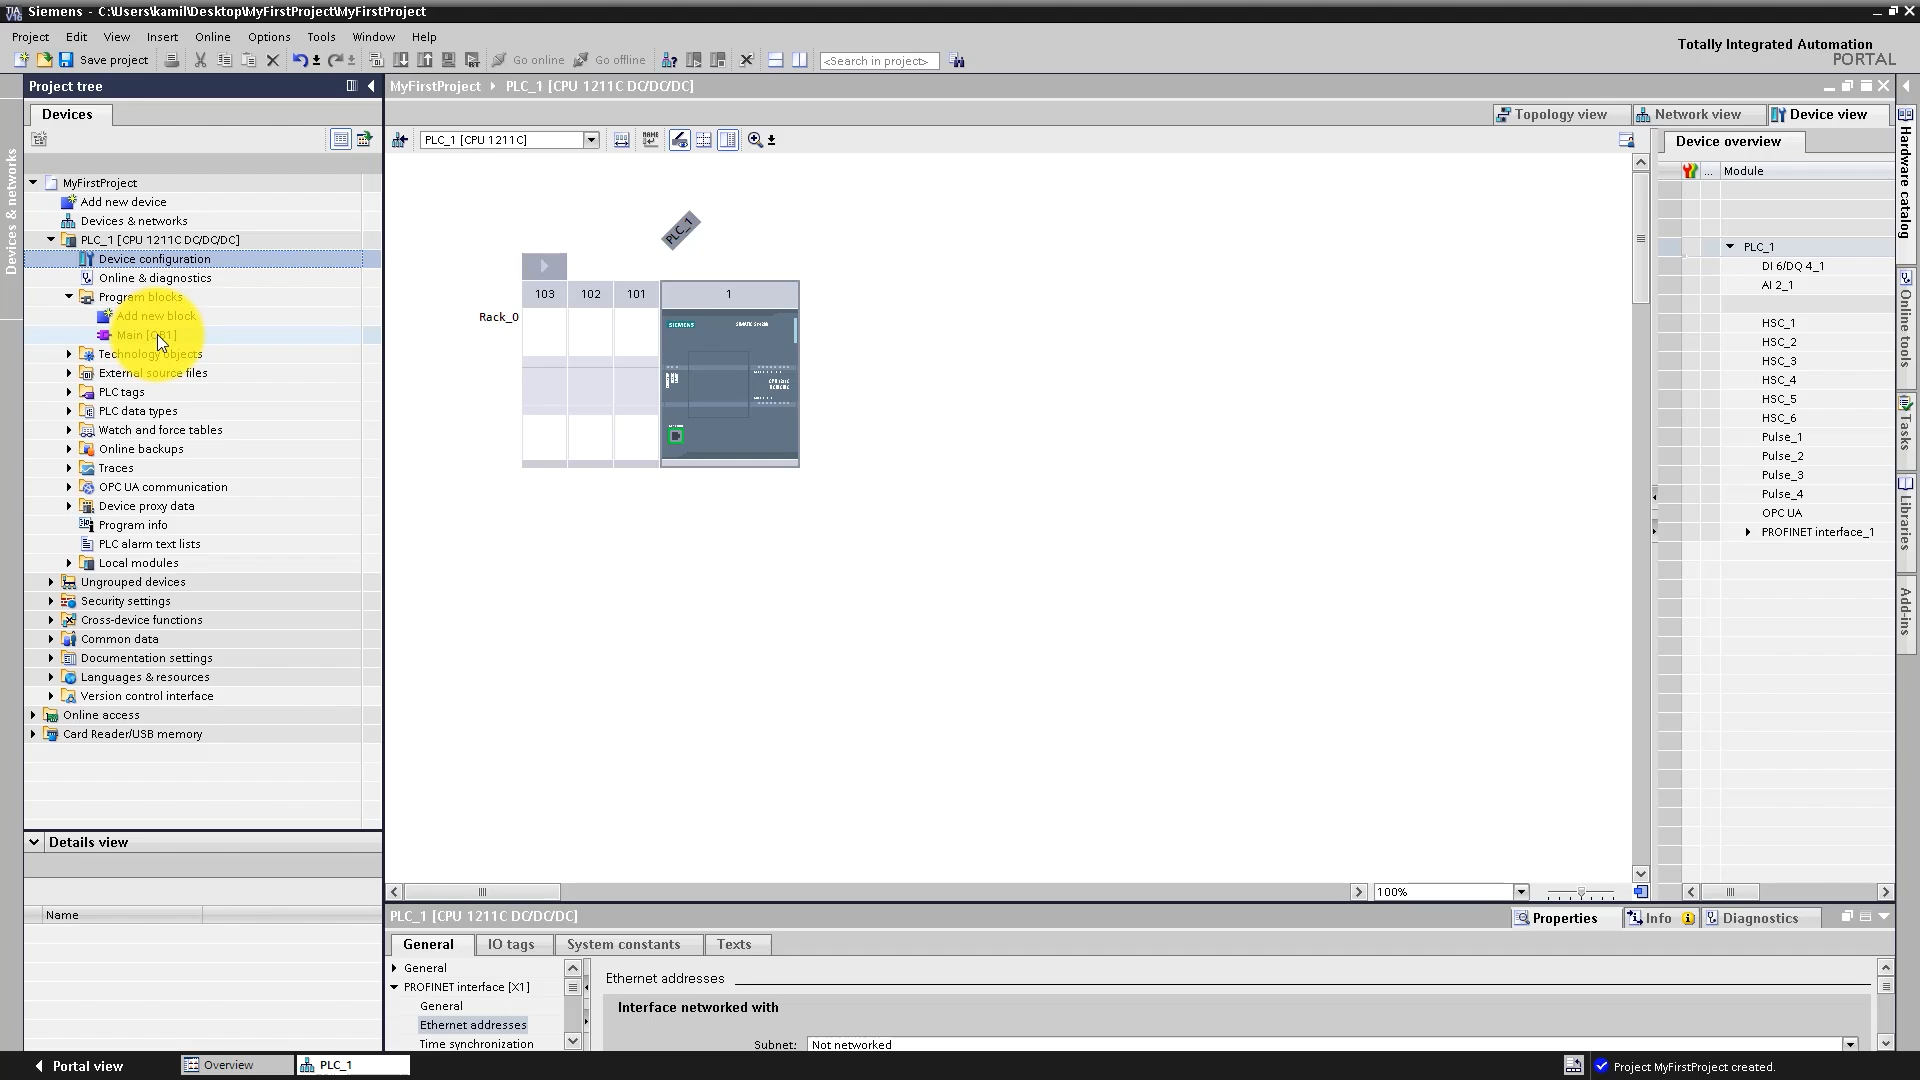 Siemens - C:\Users\kamil\Desktop\MyFirstProject\MyFirstProject
Project Edit View Insert Online Options Tools Window Help
Totally Integrated Automation
PORTAL
Save project
Go online
Go offline
<Search in project>
Project tree
MyFirstProject
PLC_1 [CPU 1211C DC/DC/DC]
Devices
Topology view
Network view
Device view
PLC_1 [CPU 1211C]
Device overview
... Module
Devices & networks
MyFirstProject
Add new device
Devices & networks
PLC_1 [CPU 1211C DC/DC/DC]
Device configuration
Online & diagnostics
Program blocks
Add new block
Main [OB1]
Technology objects
External source files
PLC tags
PLC data types
Watch and force tables
Online backups
Traces
OPC UA communication
Device proxy data
Program info
PLC alarm text lists
Local modules
Ungrouped devices
Security settings
Cross-device functions
Common data
Documentation settings
Languages & resources
Version control interface
Online access
Card Reader/USB memory
Details view
Name
PLC_1
103 102 101 1
Rack_0
SIEMENS
PLC_1
DI 6/DQ 4_1
AI 2_1
HSC_1
HSC_2
HSC_3
HSC_4
HSC_5
HSC_6
Pulse_1
Pulse_2
Pulse_3
Pulse_4
OPC UA
PROFINET interface_1
Hardware catalog
Online tools
Tasks
Libraries
Add-ins
100%
PLC_1 [CPU 1211C DC/DC/DC]
Properties
Info
Diagnostics
General
IO tags
System constants
Texts
General
PROFINET interface [X1]
General
Ethernet addresses
Time synchronization
Ethernet addresses
Interface networked with
Subnet: Not networked
Portal view
Overview
PLC_1
Project MyFirstProject created.